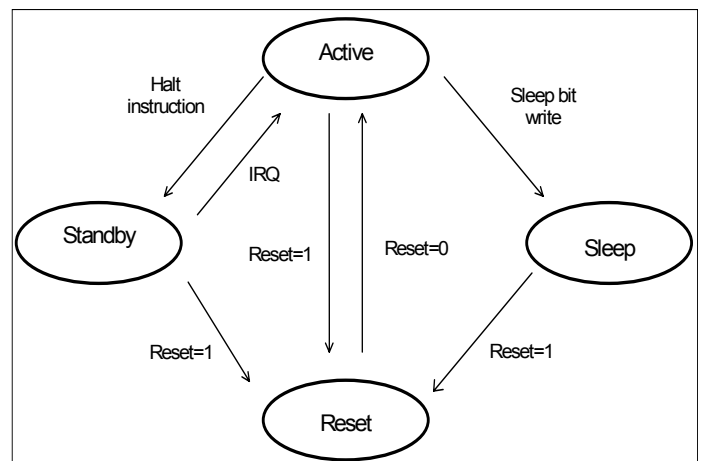 Active
Halt
instruction
Sleep bit
write
IRQ
Standby
Reset=1
Reset=0
Sleep
Reset=1
Reset=1
Reset